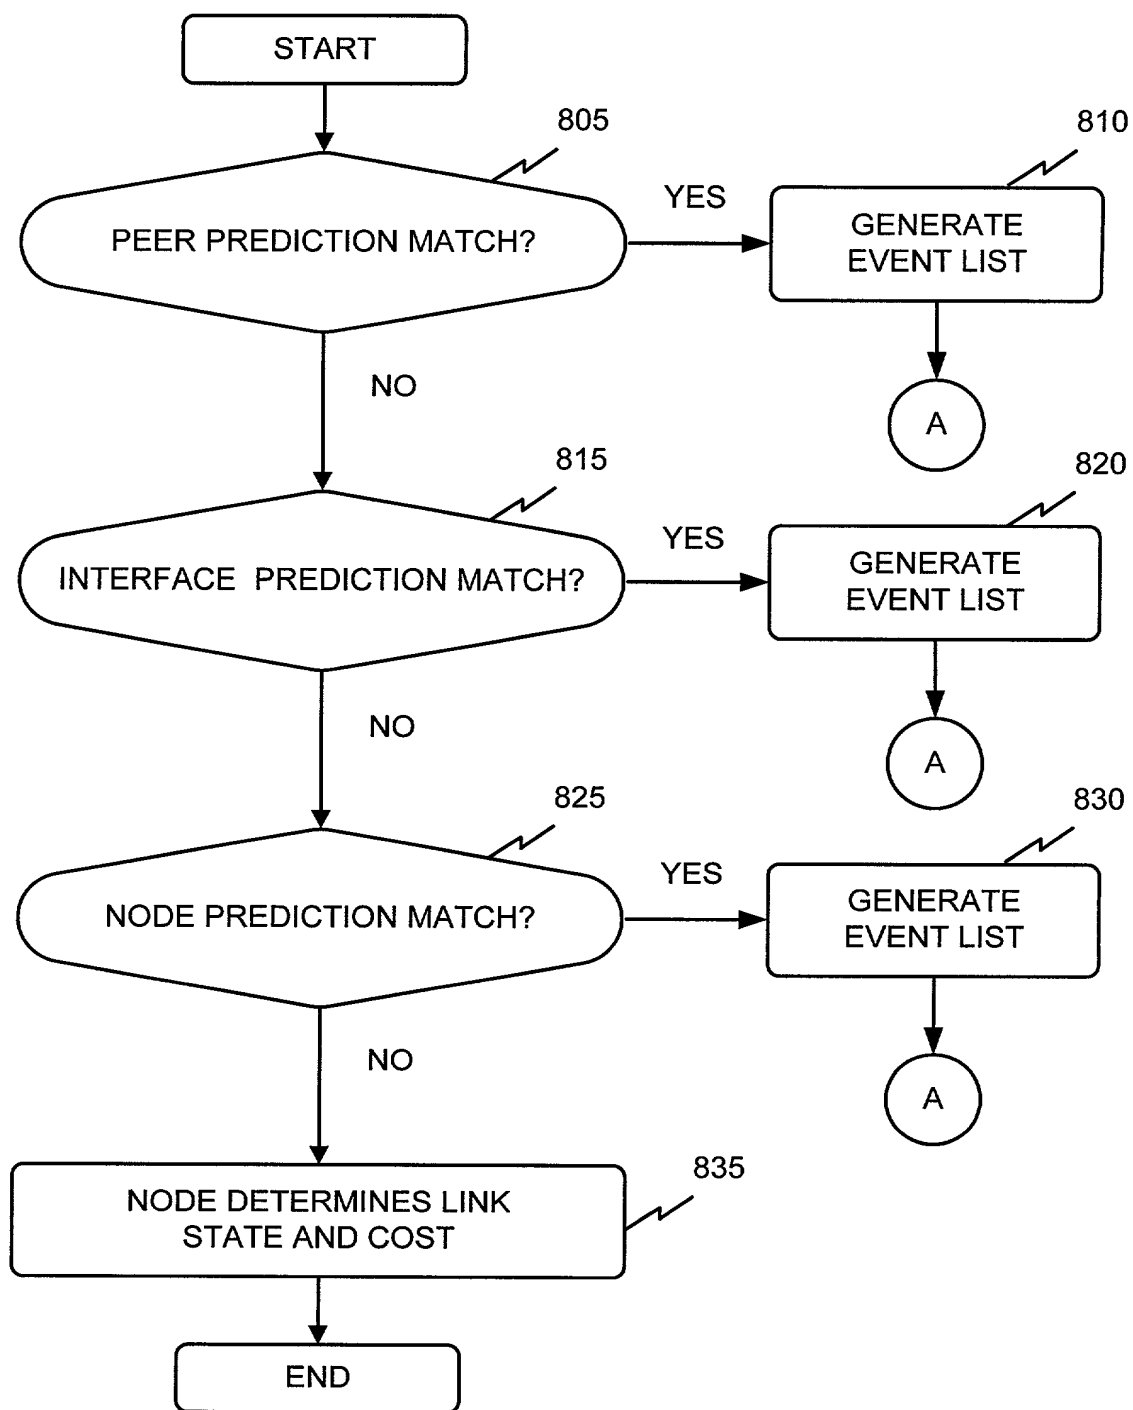 START
805
810
PEER PREDICTION MATCH?
YES
GENERATE
EVENT LIST
NO
A
815
820
INTERFACE PREDICTION MATCH?
YES
GENERATE
EVENT LIST
NO
A
825
830
NODE PREDICTION MATCH?
YES
GENERATE
EVENT LIST
NO
A
835
NODE DETERMINES LINK
STATE AND COST
END